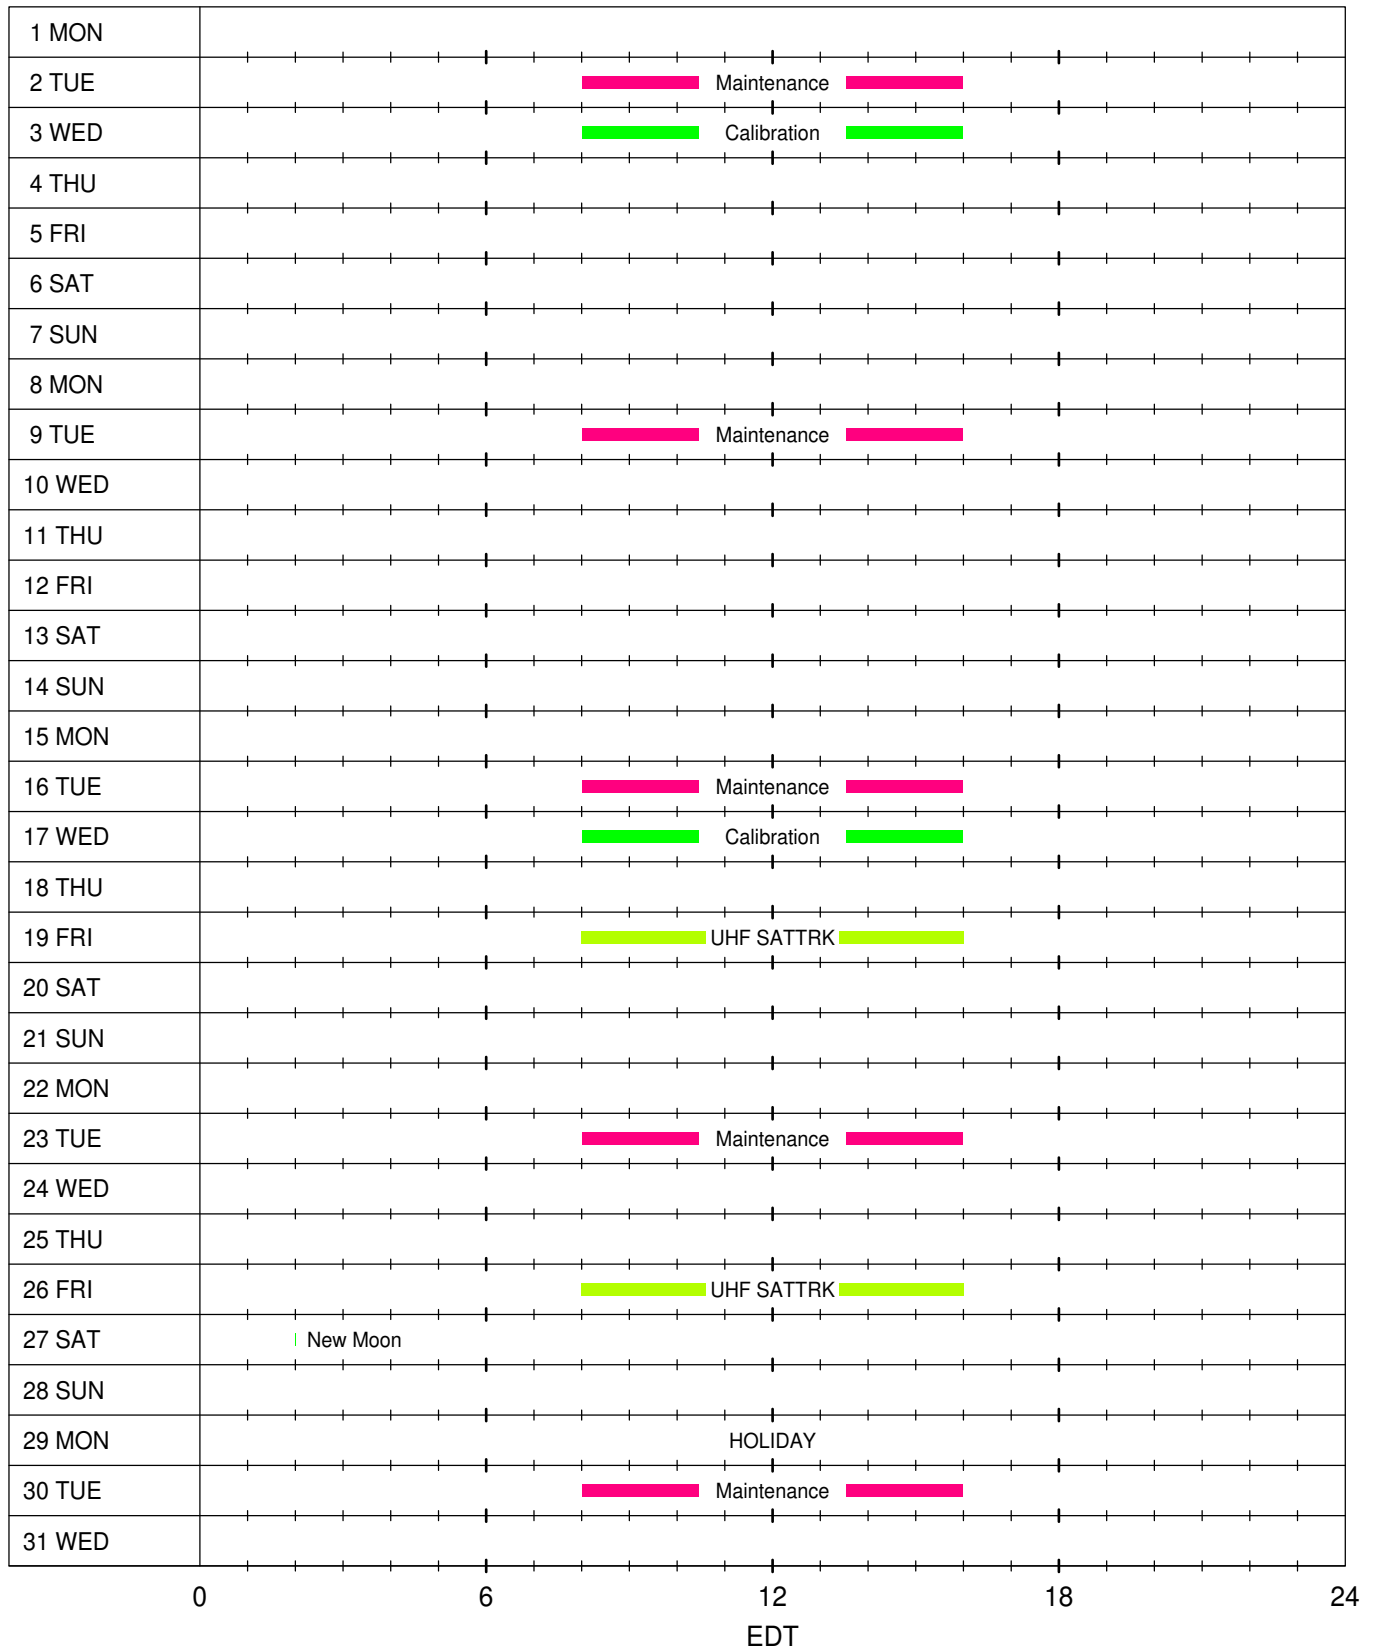 1 MON
2 TUE Maintenance
3 WED Calibration
4 THU
5 FRI
6 SAT
7 SUN
8 MON
9 TUE Maintenance
10 WED
11 THU
12 FRI
13 SAT
14 SUN
15 MON
16 TUE Maintenance
17 WED Calibration
18 THU
19 FRI UHF SATTRK
20 SAT
21 SUN
22 MON
23 TUE Maintenance
24 WED
25 THU
26 FRI UHF SATTRK
27 SAT New Moon
28 SUN
29 MON HOLIDAY
30 TUE Maintenance
31 WED
0 6 12 18 24
EDT